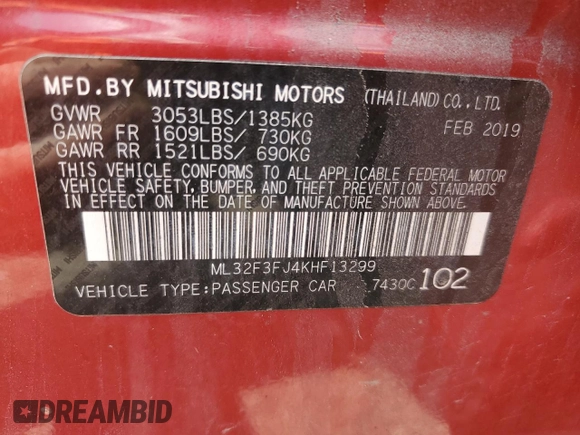 MFD.BY MITSUBISHI MOTORS (THAILAND) CO.,LTD.
GVWR 3053LBS/1385KG FEB 2019
GAWR FR 1609LBS/ 730KG
GAWR RR 1521LBS/ 690KG
THIS VEHICLE CONFORMS TO ALL APPLICABLE FEDERAL MOTOR
VEHICLE SAFETY, BUMPER, AND THEFT PREVENTION STANDARDS
IN EFFECT ON THE DATE OF MANUFACTURE SHOWN ABOVE.
ML32F3FJ4KHF13299
VEHICLE TYPE:PASSENGER CAR 7430C 102
DREAMBID